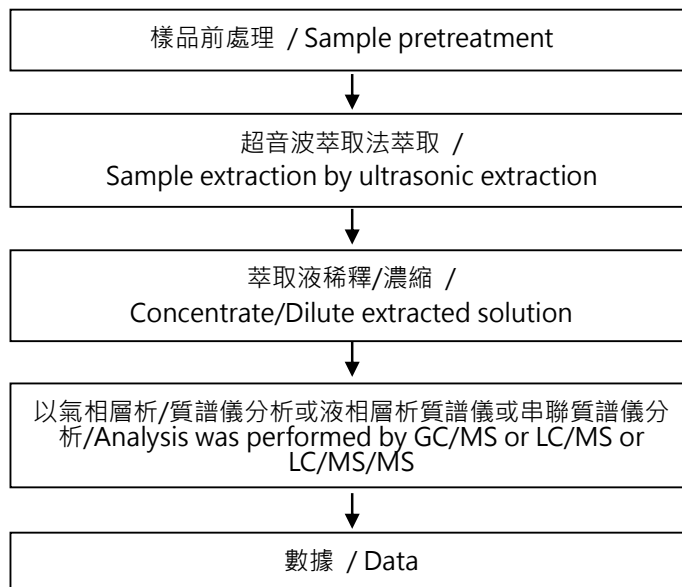 樣品前處理 / Sample pretreatment
超音波萃取法萃取 /
Sample extraction by ultrasonic extraction
萃取液稀釋/濃縮 /
Concentrate/Dilute extracted solution
以氣相層析/質譜儀分析或液相層析質譜儀或串聯質譜儀分
析/Analysis was performed by GC/MS or LC/MS or
LC/MS/MS
數據 / Data